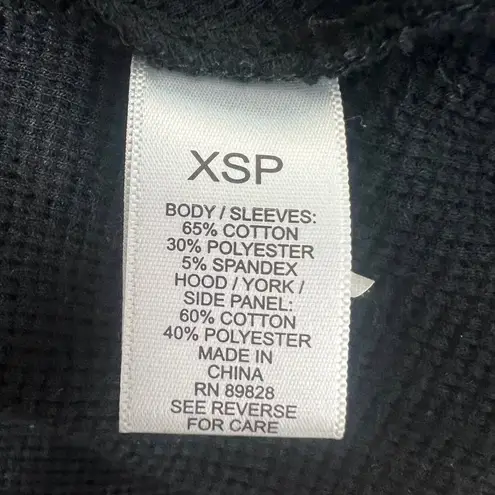 XSP
BODY / SLEEVES:
65% COTTON
30% POLYESTER
5% SPANDEX
HOOD / YORK /
SIDE PANEL:
60% COTTON
40% POLYESTER
MADE IN
CHINA
RN 89828
SEE REVERSE
FOR CARE